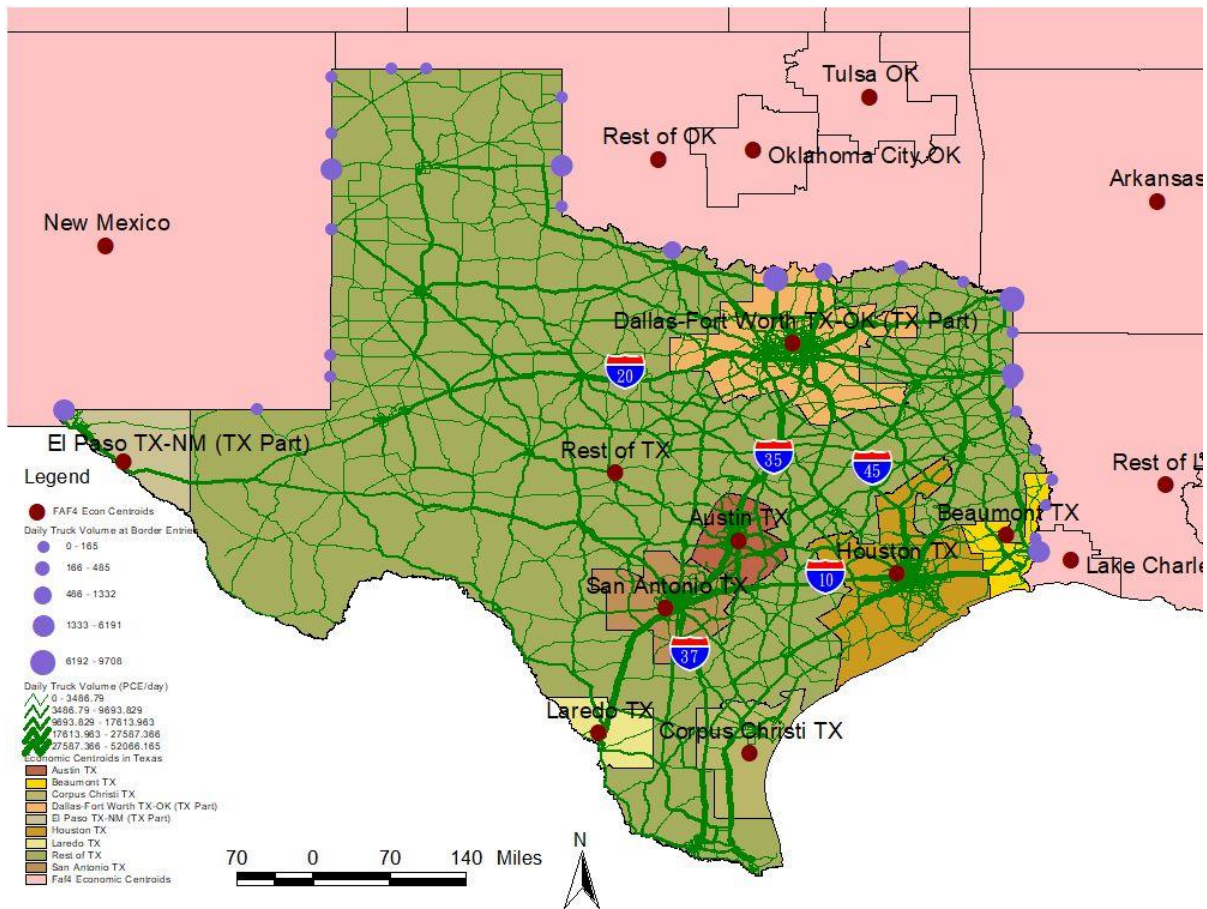 Tulsa OK
Rest of OK
Oklahoma City OK
Arkansas
New Mexico
Dallas-Fort Worth TX-OK (TX Part)
20
El Paso TX-NM (TX Part)
Rest of TX
35
45
Rest of L
Austin TX
Beaumont TX
Houston TX
Lake Charle
10
San Antonio TX
37
Laredo TX
Corpus Christi TX
Legend
FAF4 Econ Centroids
Daily Truck Volume at Border Entries
0 - 165
166 - 485
486 - 1332
1333 - 6191
6192 - 9708
Daily Truck Volume (PCE/day)
0 - 3486.79
3486.79 - 9693.829
9693.829 - 17613.963
17613.963 - 27587.366
27587.366 - 52066.165
Economic Centroids in Texas
Austin TX
Beaumont TX
Corpus Christi TX
Dallas-Fort Worth TX-OK (TX Part)
El Paso TX-NM (TX Part)
Houston TX
Laredo TX
Rest of TX
San Antonio TX
Faf4 Economic Centroids
70 0 70 140 Miles
N